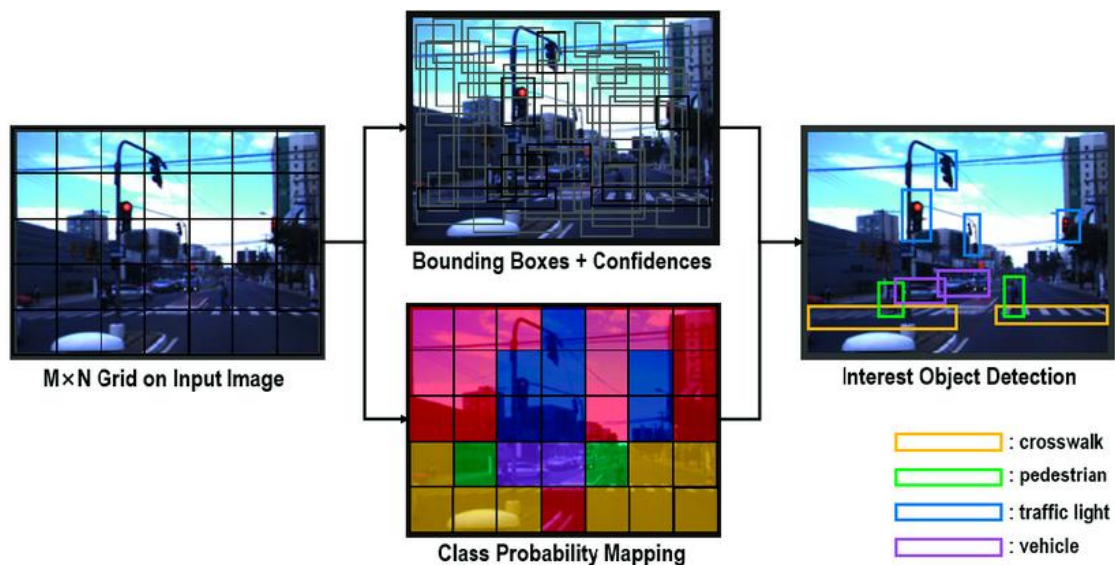 Bounding Boxes + Confidences
M×N Grid on Input Image
Interest Object Detection
Class Probability Mapping
: crosswalk
: pedestrian
: traffic light
: vehicle